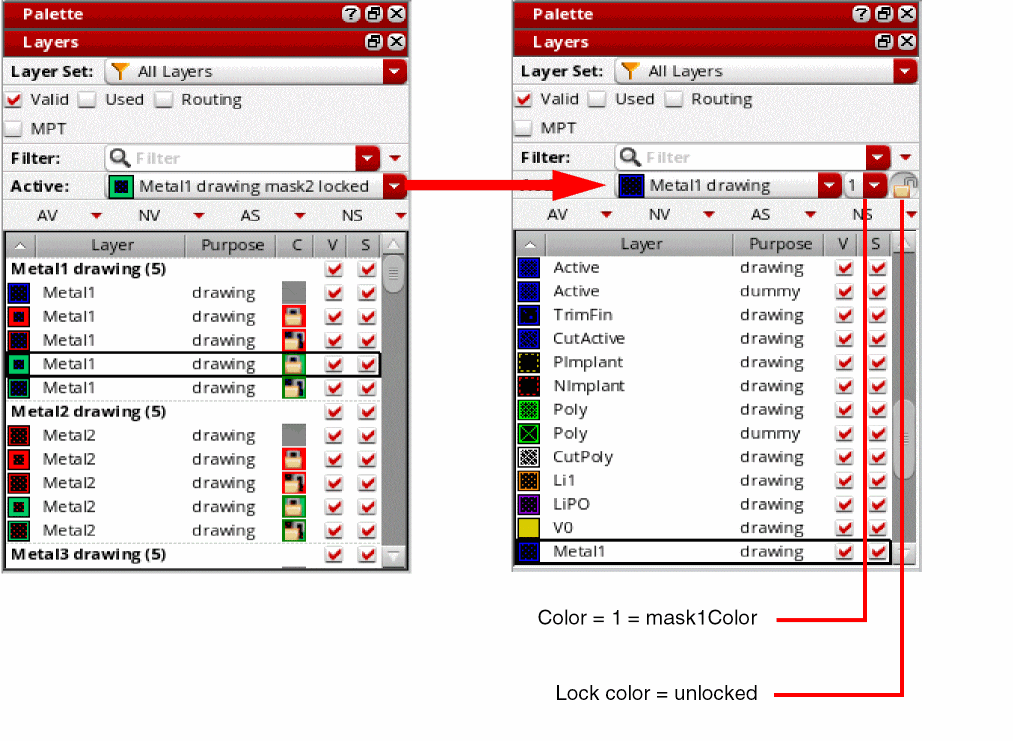 Palette
Layers
Layer Set: All Layers
Valid Used Routing
MPT
Filter: Filter
Active: Metal1 drawing mask2 locked
AV NV AS NS
Layer Purpose C V S
Metal1 drawing (5)
Metal1 drawing
Metal1 drawing
Metal1 drawing
Metal1 drawing
Metal1 drawing
Metal2 drawing (5)
Metal2 drawing
Metal2 drawing
Metal2 drawing
Metal2 drawing
Metal2 drawing
Metal3 drawing (5)
Palette
Layers
Layer Set: All Layers
Valid Used Routing
MPT
Filter: Filter
Metal1 drawing 1
AV NV AS NS
Layer Purpose V S
Active drawing
Active dummy
TrimFin drawing
CutActive drawing
PImplant drawing
NImplant drawing
Poly drawing
Poly dummy
CutPoly drawing
Li1 drawing
LiPO drawing
V0 drawing
Metal1 drawing
Color = 1 = mask1Color
Lock color = unlocked